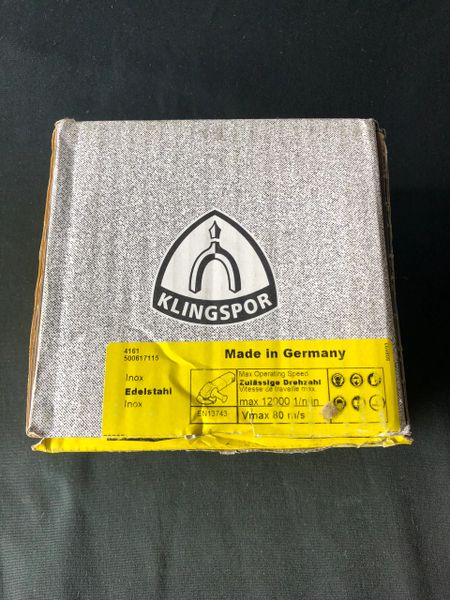 KLINGSPOR
4161
500617115
Made in Germany
Inox
Edelstahl
Inox
Max Operating Speed
Zulässige Drehzahl
Vitesse de travaille max.
max 12000 1/min
EN13743
Vmax 80 m/s